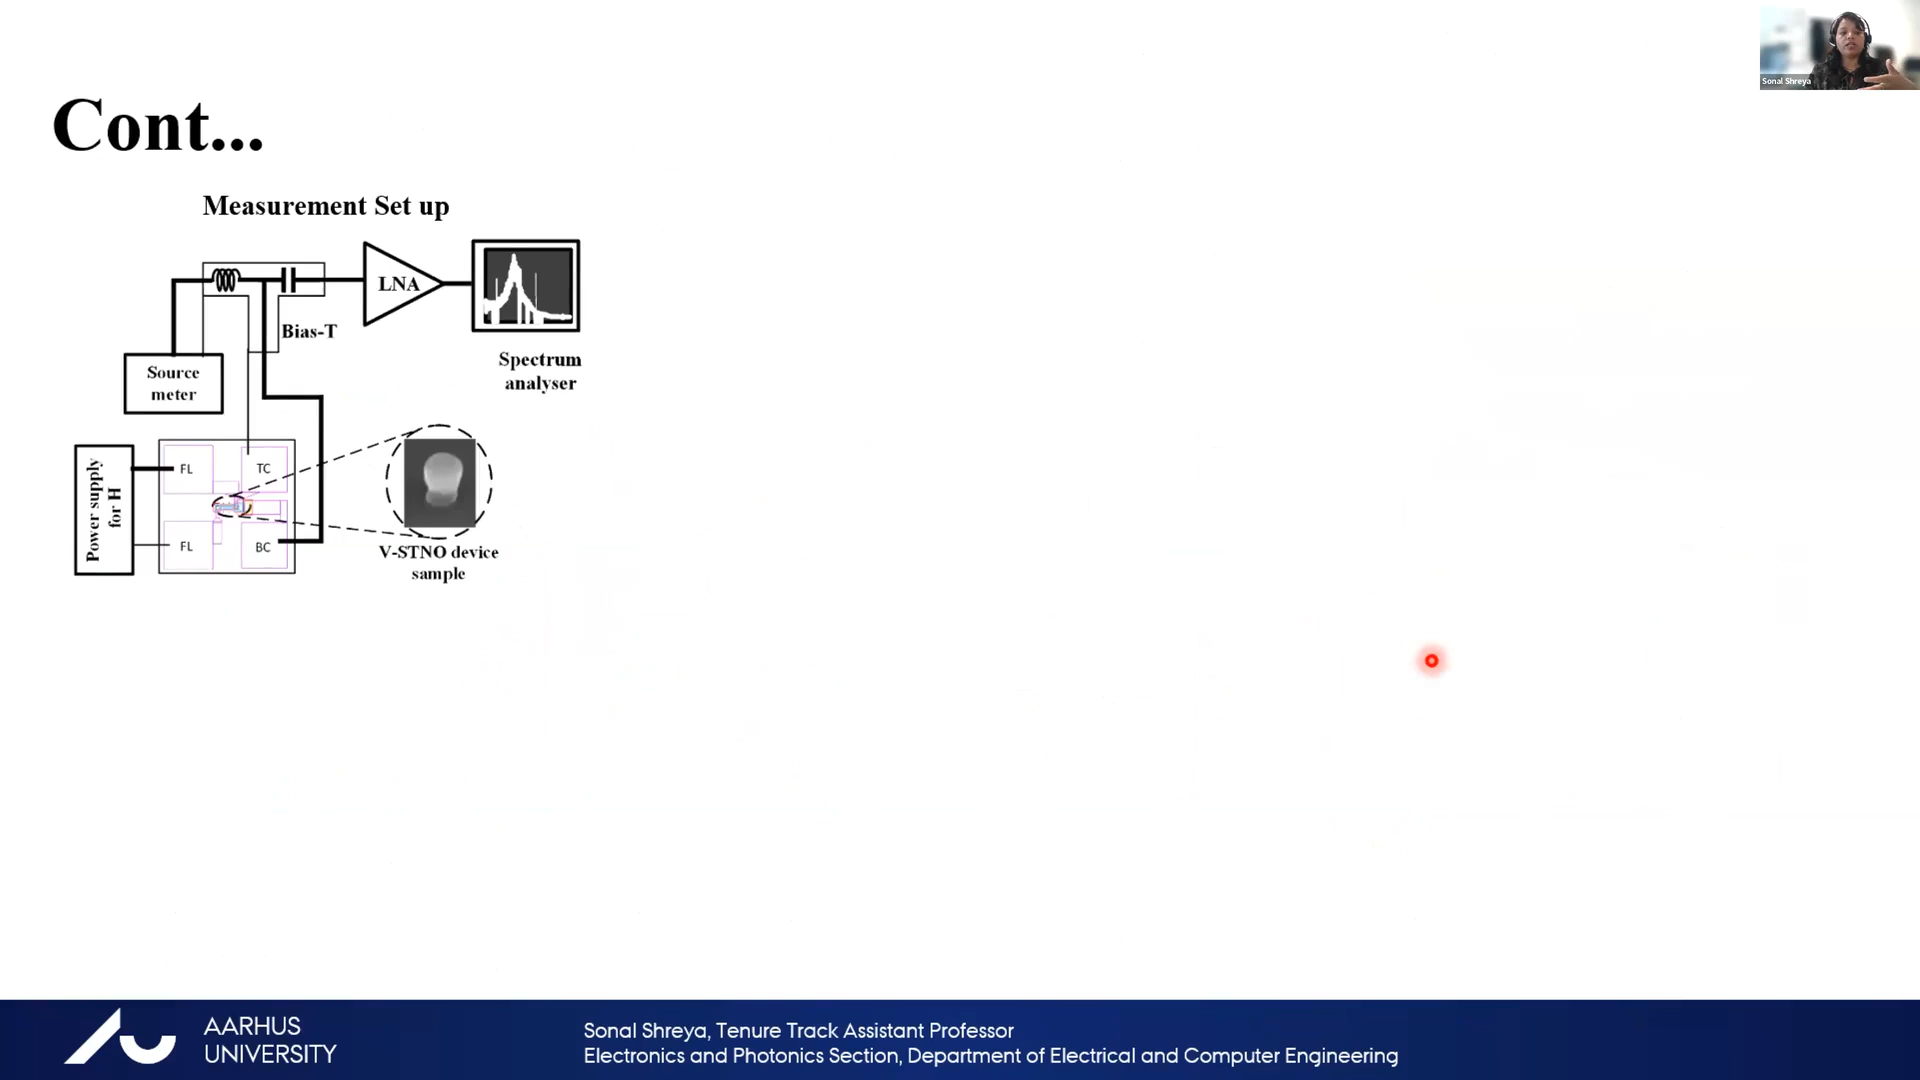 Sonal Shreya
Cont...
Measurement Set up
LNA
Bias-T
Spectrum
analyser
Source
meter
Power supply
for H
FL
TC
FL
BC
V-STNO device
sample
AARHUS
UNIVERSITY
Sonal Shreya, Tenure Track Assistant Professor
Electronics and Photonics Section, Department of Electrical and Computer Engineering